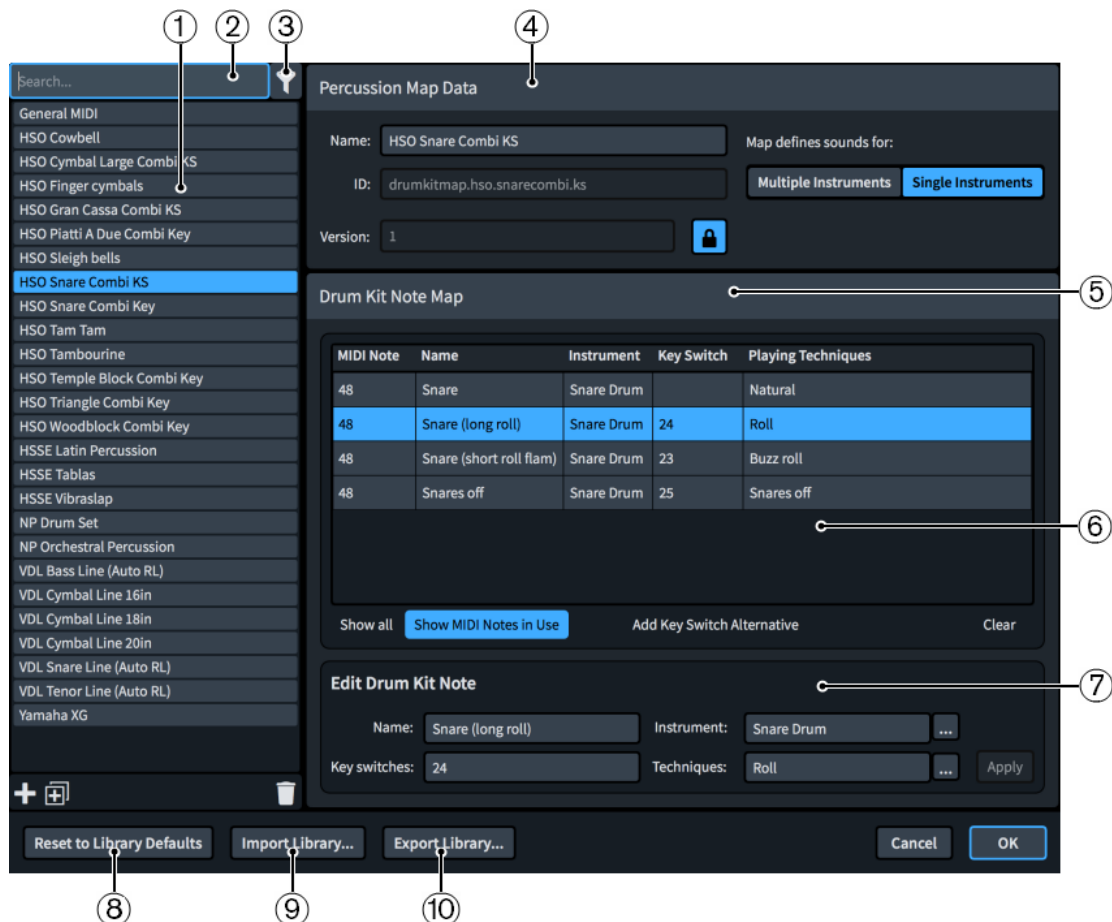 ① ② ③ ④
Search...
General MIDI
HSO Cowbell
HSO Cymbal Large Combi KS
HSO Finger cymbals
HSO Gran Cassa Combi KS
HSO Piatti A Due Combi Key
HSO Sleigh bells
HSO Snare Combi KS
HSO Snare Combi Key
HSO Tam Tam
HSO Tambourine
HSO Temple Block Combi Key
HSO Triangle Combi Key
HSO Woodblock Combi Key
HSSE Latin Percussion
HSSE Tablas
HSSE Vibraslap
NP Drum Set
NP Orchestral Percussion
VDL Bass Line (Auto RL)
VDL Cymbal Line 16in
VDL Cymbal Line 18in
VDL Cymbal Line 20in
VDL Snare Line (Auto RL)
VDL Tenor Line (Auto RL)
Yamaha XG
Percussion Map Data
Name: HSO Snare Combi KS
ID: drumkitmap.hso.snarecombi.ks
Version: 1
Map defines sounds for:
Multiple Instruments Single Instruments
Drum Kit Note Map
⑤
MIDI Note Name Instrument Key Switch Playing Techniques
48 Snare Snare Drum Natural
48 Snare (long roll) Snare Drum 24 Roll
48 Snare (short roll flam) Snare Drum 23 Buzz roll
48 Snares off Snare Drum 25 Snares off
⑥
Show all Show MIDI Notes in Use Add Key Switch Alternative Clear
Edit Drum Kit Note
⑦
Name: Snare (long roll) Instrument: Snare Drum ...
Key switches: 24 Techniques: Roll ... Apply
Reset to Library Defaults Import Library... Export Library... Cancel OK
⑧ ⑨ ⑩